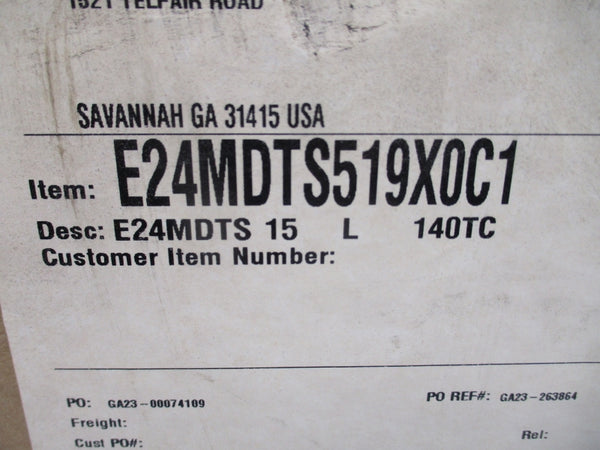 1521 TELFAIR ROAD
SAVANNAH GA 31415 USA
Item: E24MDTS519X0C1
Desc: E24MDTS 15 L 140TC
Customer Item Number:
PO: GA23-00074109 PO REF#: GA23-263864
Freight:
Cust PO#: Rel: